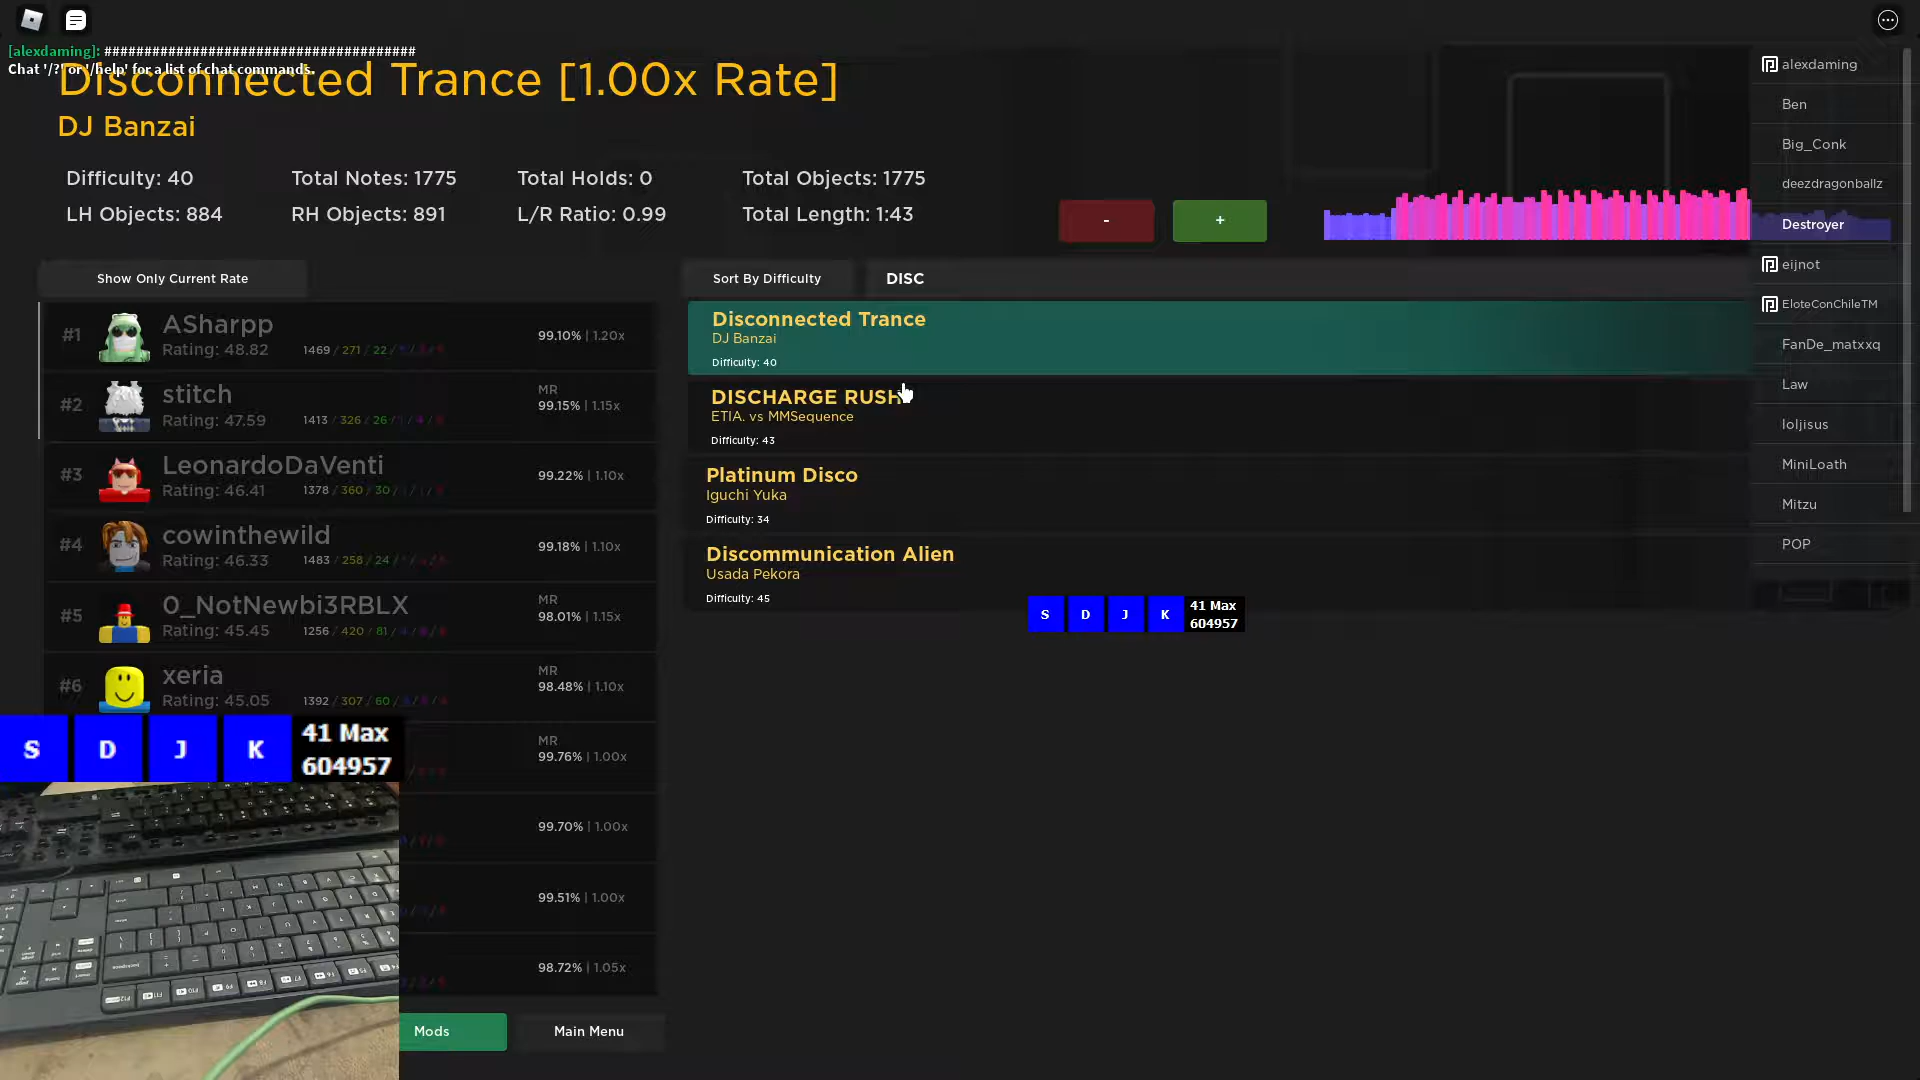 [alexdaming]: #######################################
Chat '/?' or '/help' for a list of chat commands.
Disconnected Trance [1.00x Rate]
DJ Banzai
Difficulty: 40
Total Notes: 1775
Total Holds: 0
Total Objects: 1775
LH Objects: 884
RH Objects: 891
L/R Ratio: 0.99
Total Length: 1:43
-
+
Show Only Current Rate
#1
ASharpp
Rating: 48.82
1469 / 271 / 22 /
99.10% | 1.20x
#2
stitch
Rating: 47.59
1413 / 326 / 26 /
MR
99.15% | 1.15x
#3
LeonardoDaVenti
Rating: 46.41
1378 / 360 / 30 /
99.22% | 1.10x
#4
cowinthewild
Rating: 46.33
1483 / 258 / 24 /
99.18% | 1.10x
#5
0_NotNewbi3RBLX
Rating: 45.45
1256 / 420 / 81 /
MR
98.01% | 1.15x
#6
xeria
Rating: 45.05
1392 / 307 / 60 /
MR
98.48% | 1.10x
MR
99.76% | 1.00x
99.70% | 1.00x
99.51% | 1.00x
98.72% | 1.05x
S
D
J
K
41 Max
604957
Mods
Main Menu
Sort By Difficulty
DISC
Disconnected Trance
DJ Banzai
Difficulty: 40
DISCHARGE RUSH
ETIA. vs MMSequence
Difficulty: 43
Platinum Disco
Iguchi Yuka
Difficulty: 34
Discommunication Alien
Usada Pekora
Difficulty: 45
S
D
J
K
41 Max
604957
alexdaming
Ben
Big_Conk
deezdragonballz
Destroyer
eijnot
EloteConChileTM
FanDe_matxxq
Law
loljisus
MiniLoath
Mitzu
POP